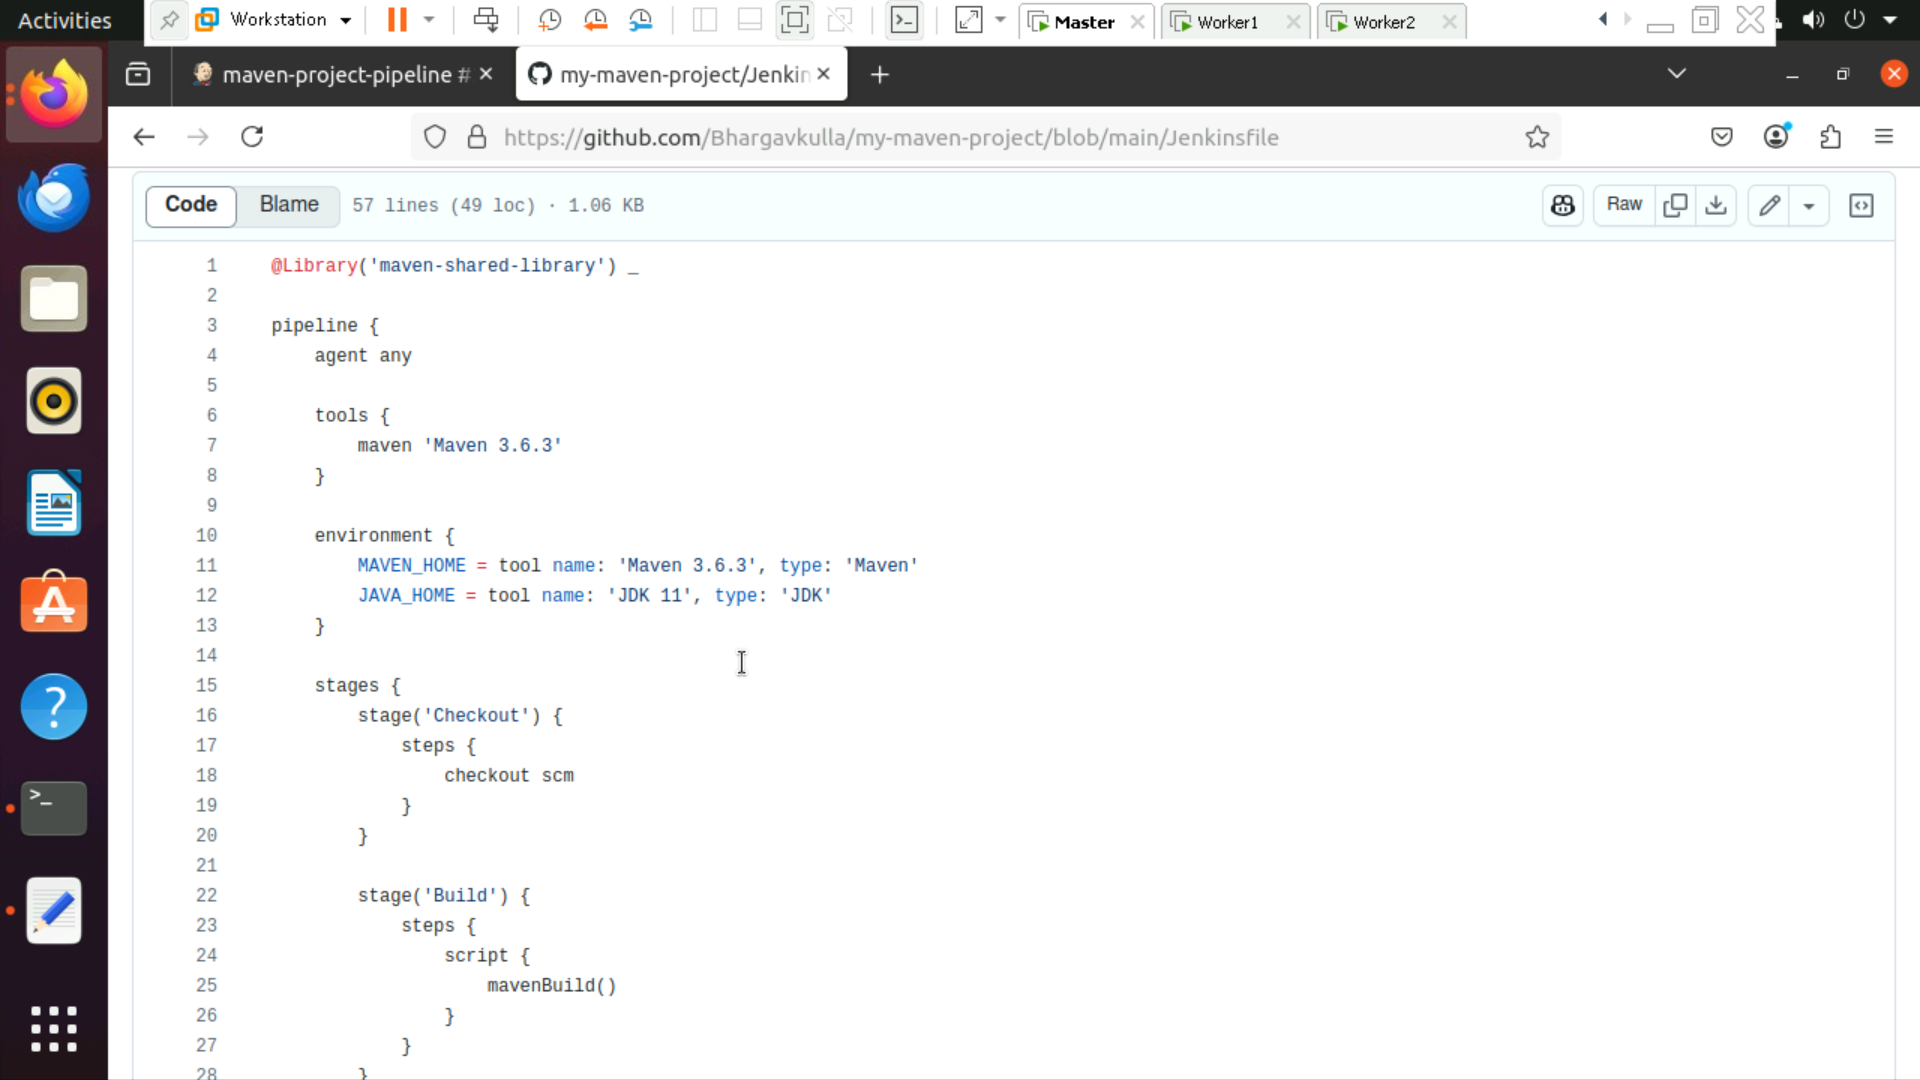 Activities
Workstation
Master
Worker1
Worker2
maven-project-pipeline #
my-maven-project/Jenkin
https://github.com/Bhargavkulla/my-maven-project/blob/main/Jenkinsfile
Code
Blame
57 lines (49 loc) · 1.06 KB
Raw
1 @Library('maven-shared-library') _
2
3 pipeline {
4 agent any
5
6 tools {
7 maven 'Maven 3.6.3'
8 }
9
10 environment {
11 MAVEN_HOME = tool name: 'Maven 3.6.3', type: 'Maven'
12 JAVA_HOME = tool name: 'JDK 11', type: 'JDK'
13 }
14
15 stages {
16 stage('Checkout') {
17 steps {
18 checkout scm
19 }
20 }
21
22 stage('Build') {
23 steps {
24 script {
25 mavenBuild()
26 }
27 }
28 }